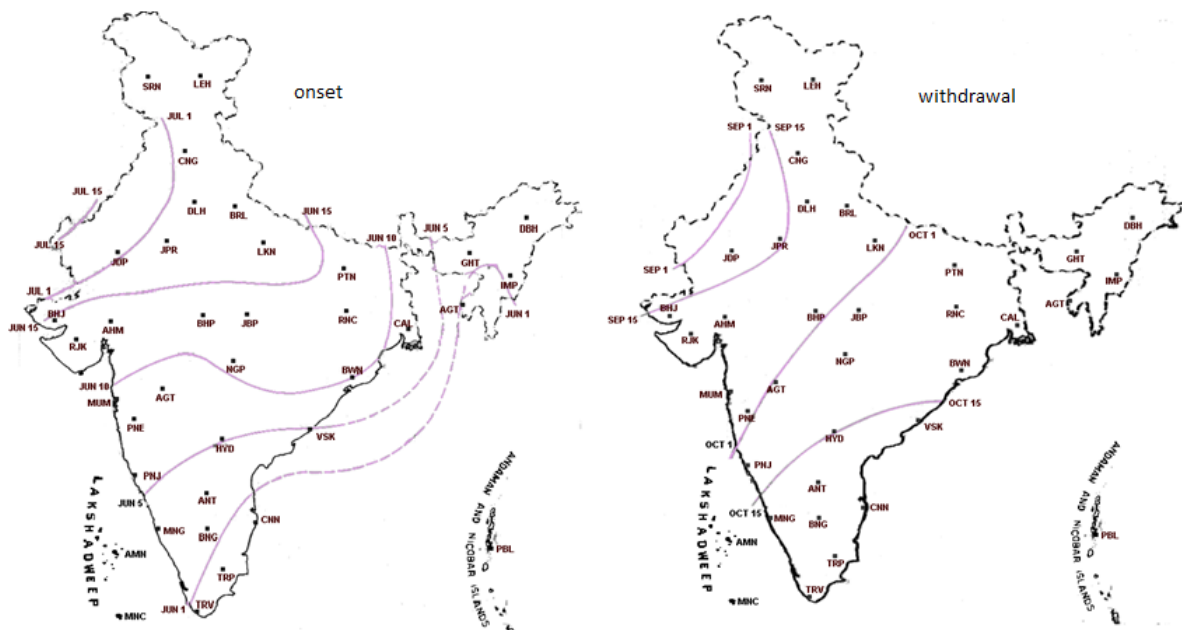 onset
SRN
LEH
JUL 1
CNG
JUL 15
DLH
BRL
JUN 15
JUN 5
DBH
JUL 15
JPR
LKN
JUN 10
GHT
JDP
PTN
IMP
JUL 1
BHJ
AGT
JUN 1
JUN 15
AHM
BHP
JBP
RNC
CAL
RJK
NGP
BWN
JUN 10
AGT
MUM
PNE
HYD
VSK
PNJ
JUN 5
ANT
MNG
BNG
CNN
LAKSHADWEEP
AMN
TRP
JUN 1
TRV
MNC
ANDAMAN AND NICOBAR ISLANDS
PBL
withdrawal
SRN
LEH
SEP 1
SEP 15
CNG
DLH
BRL
OCT 1
DBH
JPR
LKN
JDP
GHT
SEP 1
PTN
IMP
BHJ
AGT
SEP 15
AHM
BHP
JBP
RNC
CAL
RJK
NGP
BWN
AGT
MUM
PNE
OCT 15
HYD
VSK
OCT 1
PNJ
ANT
OCT 15
MNG
BNG
CNN
LAKSHADWEEP
AMN
TRP
TRV
MNC
ANDAMAN AND NICOBAR ISLANDS
PBL